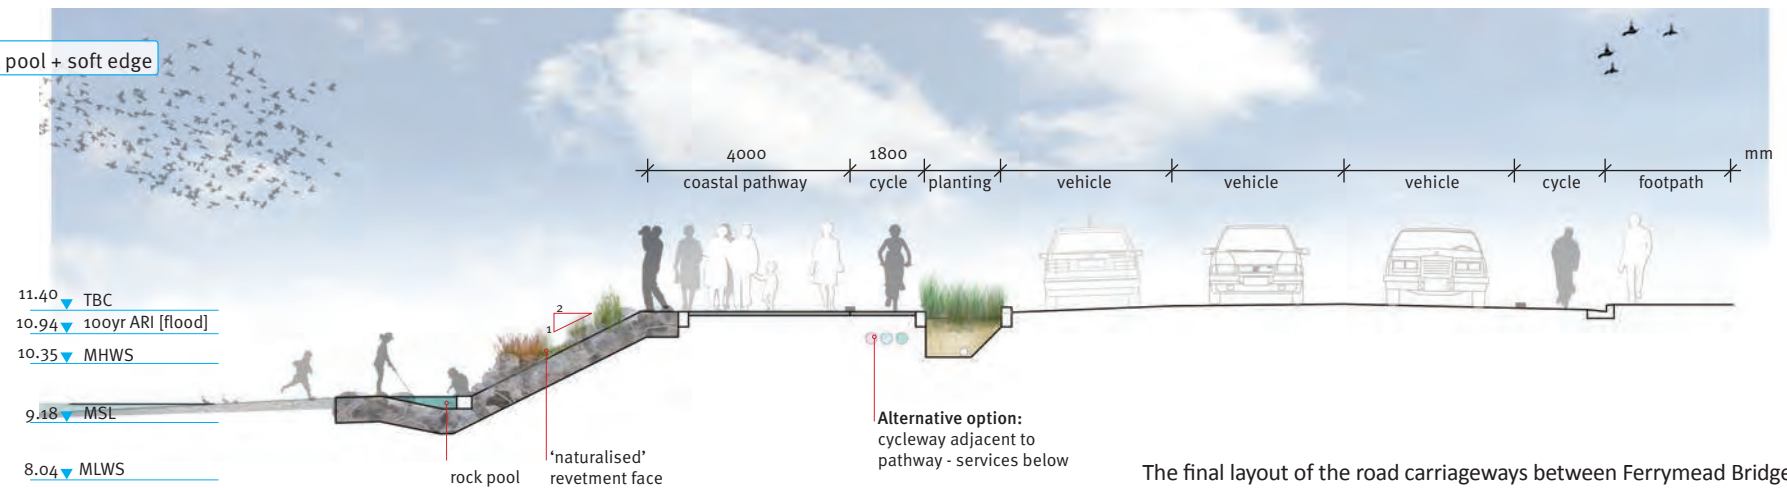 pool + soft edge
4000 1800 mm
coastal pathway cycle planting vehicle vehicle vehicle cycle footpath
11.40 TBC
10.94 100yr ARI [flood]
10.35 MHWS
9.18 MSL
8.04 MLWS
2
1
rock pool
‘naturalised’
revetment face
Alternative option:
cycleway adjacent to
pathway - services below
The final layout of the road carriageways between Ferrymead Bridge